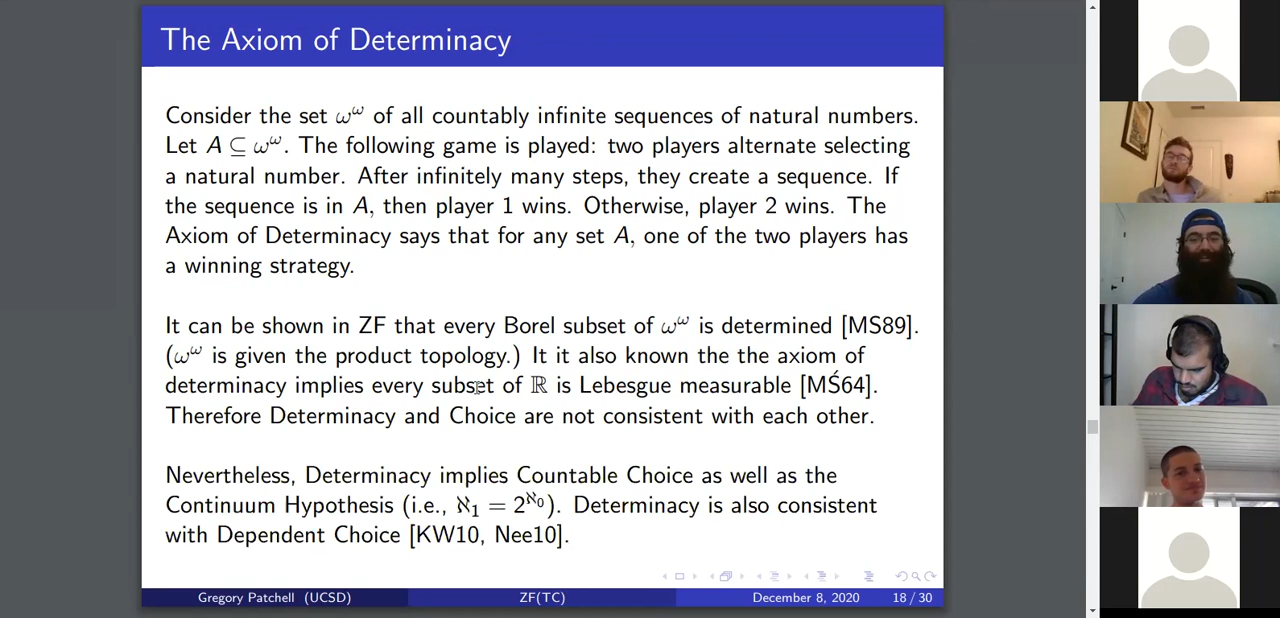 The Axiom of Determinacy
Consider the set ω^ω of all countably infinite sequences of natural numbers.
Let A ⊆ ω^ω. The following game is played: two players alternate selecting
a natural number. After infinitely many steps, they create a sequence. If
the sequence is in A, then player 1 wins. Otherwise, player 2 wins. The
Axiom of Determinacy says that for any set A, one of the two players has
a winning strategy.
It can be shown in ZF that every Borel subset of ω^ω is determined [MS89].
(ω^ω is given the product topology.) It it also known the the axiom of
determinacy implies every subset of ℝ is Lebesgue measurable [MŚ64].
Therefore Determinacy and Choice are not consistent with each other.
Nevertheless, Determinacy implies Countable Choice as well as the
Continuum Hypothesis (i.e., ℵ₁ = 2^ℵ₀). Determinacy is also consistent
with Dependent Choice [KW10, Nee10].
Gregory Patchell (UCSD) ZF(TC) December 8, 2020 18 / 30